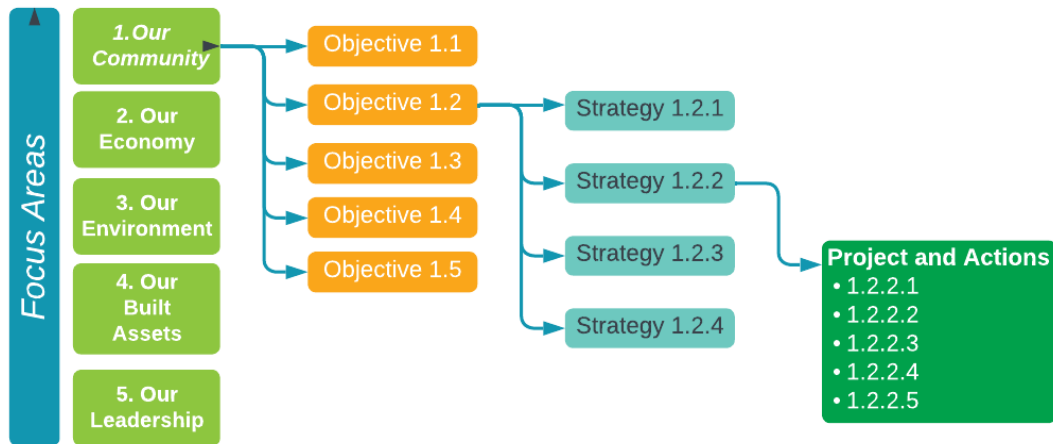 Focus Areas
1.Our
Community
2. Our
Economy
3. Our
Environment
4. Our
Built
Assets
5. Our
Leadership
Objective 1.1
Objective 1.2
Objective 1.3
Objective 1.4
Objective 1.5
Strategy 1.2.1
Strategy 1.2.2
Strategy 1.2.3
Strategy 1.2.4
Project and Actions
• 1.2.2.1
• 1.2.2.2
• 1.2.2.3
• 1.2.2.4
• 1.2.2.5